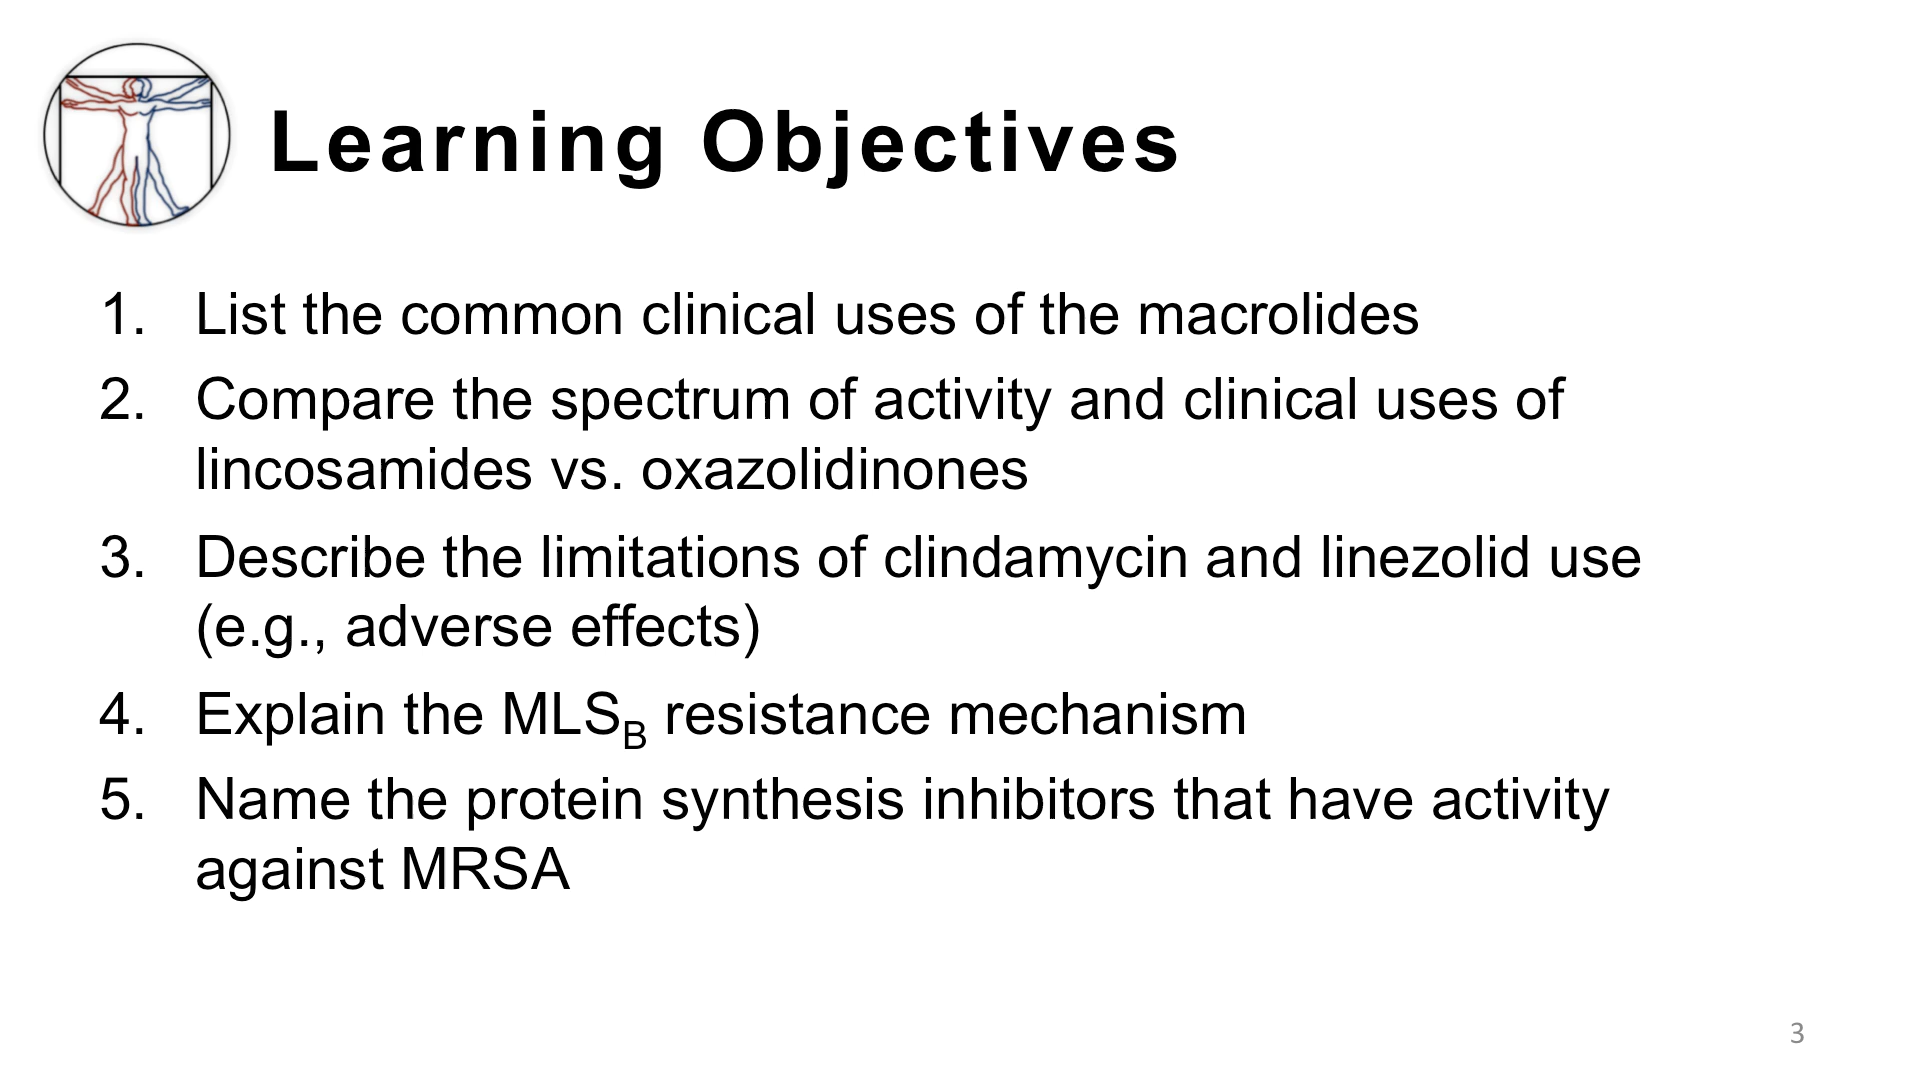 Learning Objectives
1. List the common clinical uses of the macrolides
2. Compare the spectrum of activity and clinical uses of
lincosamides vs. oxazolidinones
3. Describe the limitations of clindamycin and linezolid use
(e.g., adverse effects)
4. Explain the MLSB resistance mechanism
5. Name the protein synthesis inhibitors that have activity
against MRSA
3